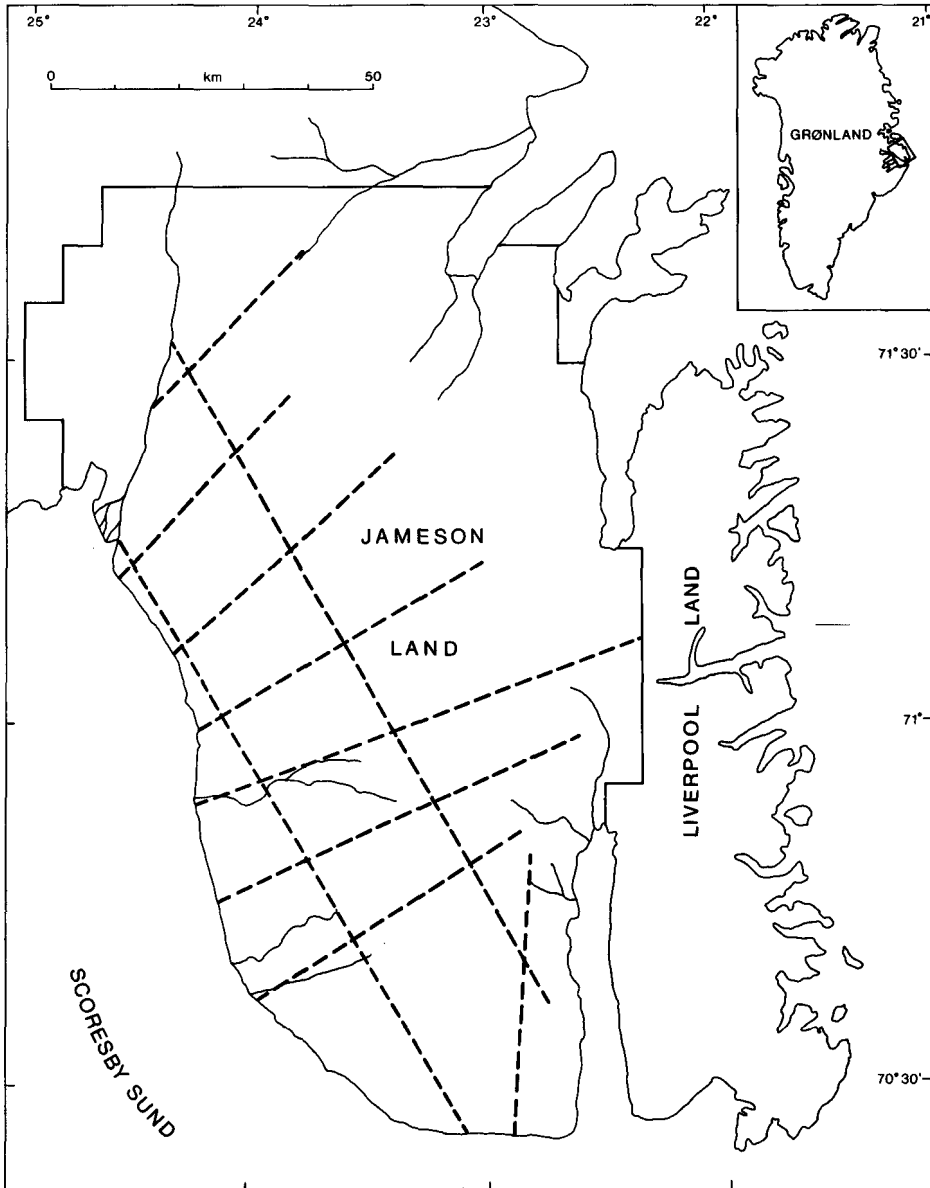 25° 24° 23° 22° 21°
0 km 50
GRØNLAND
71°30'
JAMESON
LAND
LIVERPOOL LAND
71°
SCORESBY SUND
70°30'